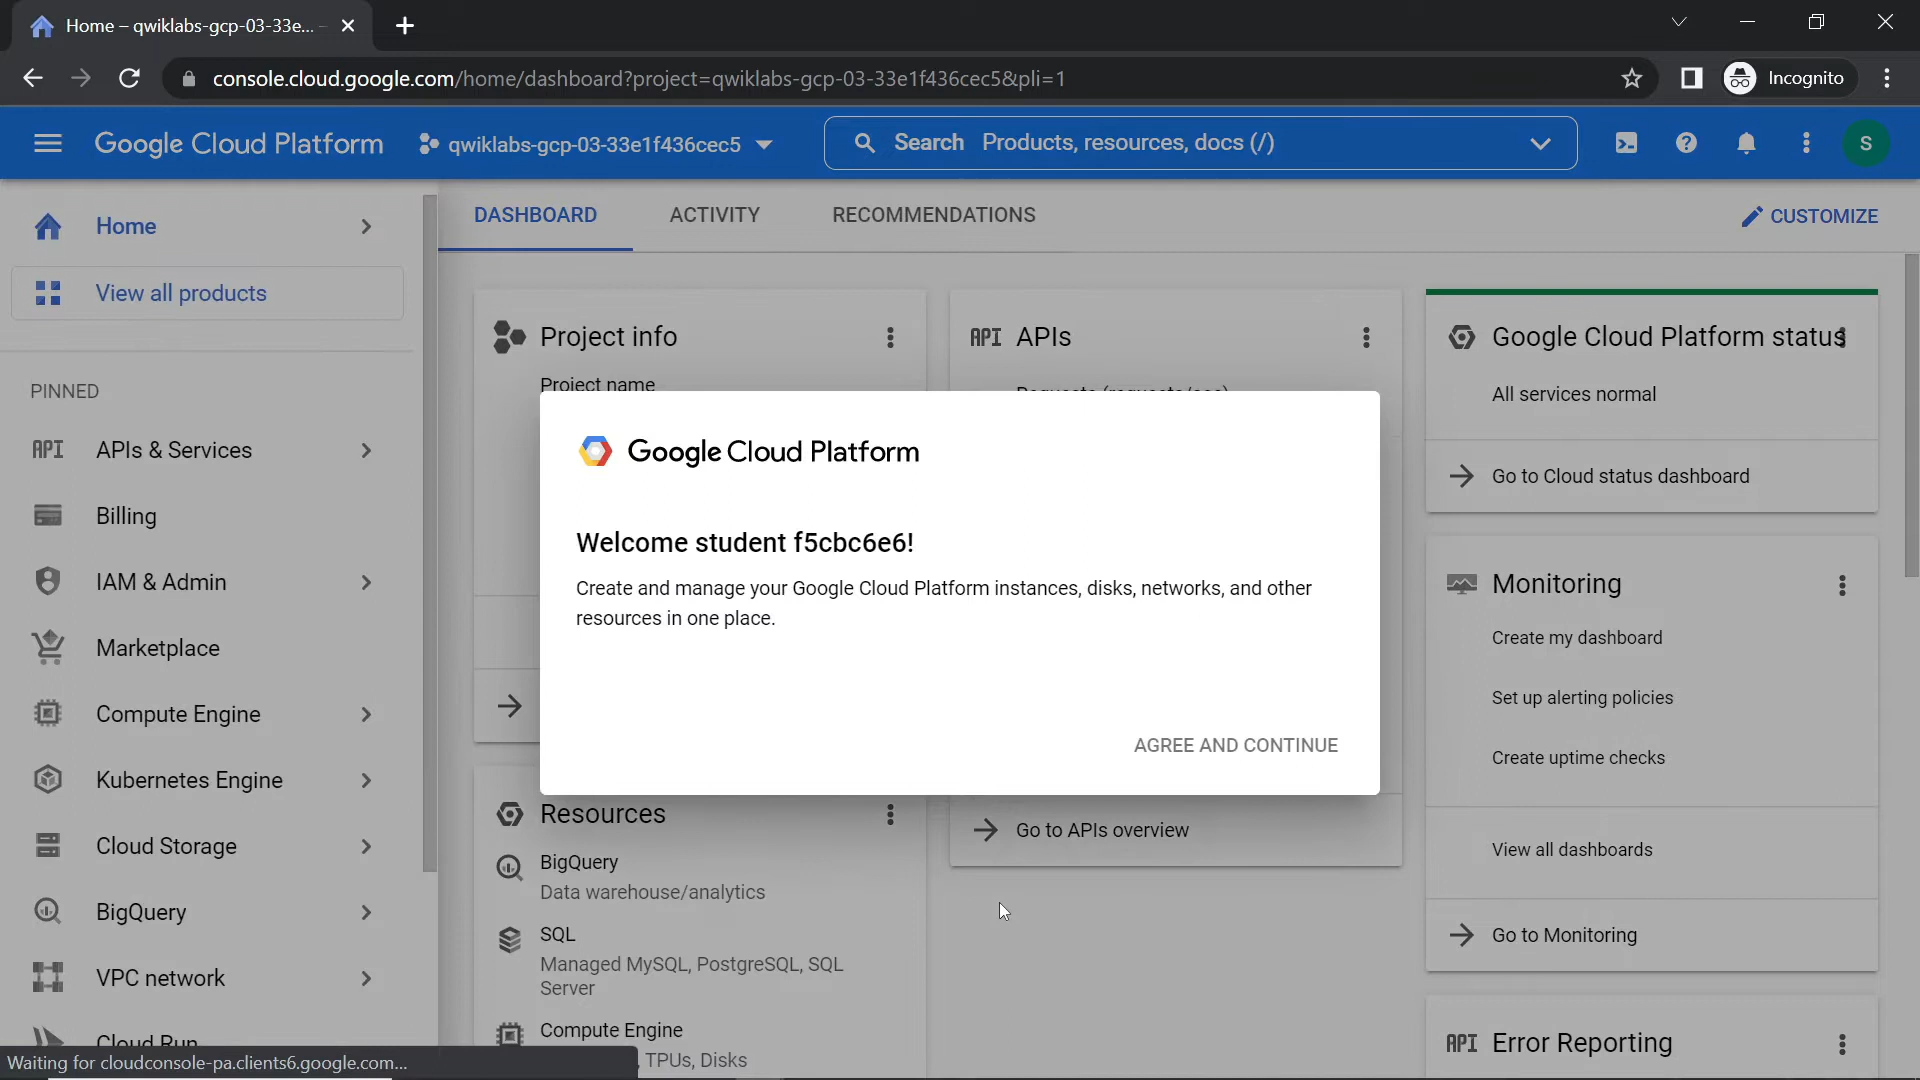 Home – qwiklabs-gcp-03-33e...
console.cloud.google.com/home/dashboard?project=qwiklabs-gcp-03-33e1f436cec5&pli=1
Incognito
Google Cloud Platform
qwiklabs-gcp-03-33e1f436cec5
Search Products, resources, docs (/)
S
Home
View all products
PINNED
API APIs & Services
Billing
IAM & Admin
Marketplace
Compute Engine
Kubernetes Engine
Cloud Storage
BigQuery
VPC network
Cloud Run
Waiting for cloudconsole-pa.clients6.google.com...
DASHBOARD
ACTIVITY
RECOMMENDATIONS
CUSTOMIZE
Project info
Project name
API APIs
Google Cloud Platform status
All services normal
Go to Cloud status dashboard
Google Cloud Platform
Welcome student f5cbc6e6!
Create and manage your Google Cloud Platform instances, disks, networks, and other
resources in one place.
AGREE AND CONTINUE
Monitoring
Create my dashboard
Set up alerting policies
Create uptime checks
View all dashboards
Go to Monitoring
Resources
BigQuery
Data warehouse/analytics
SQL
Managed MySQL, PostgreSQL, SQL
Server
Compute Engine
, TPUs, Disks
Go to APIs overview
API Error Reporting